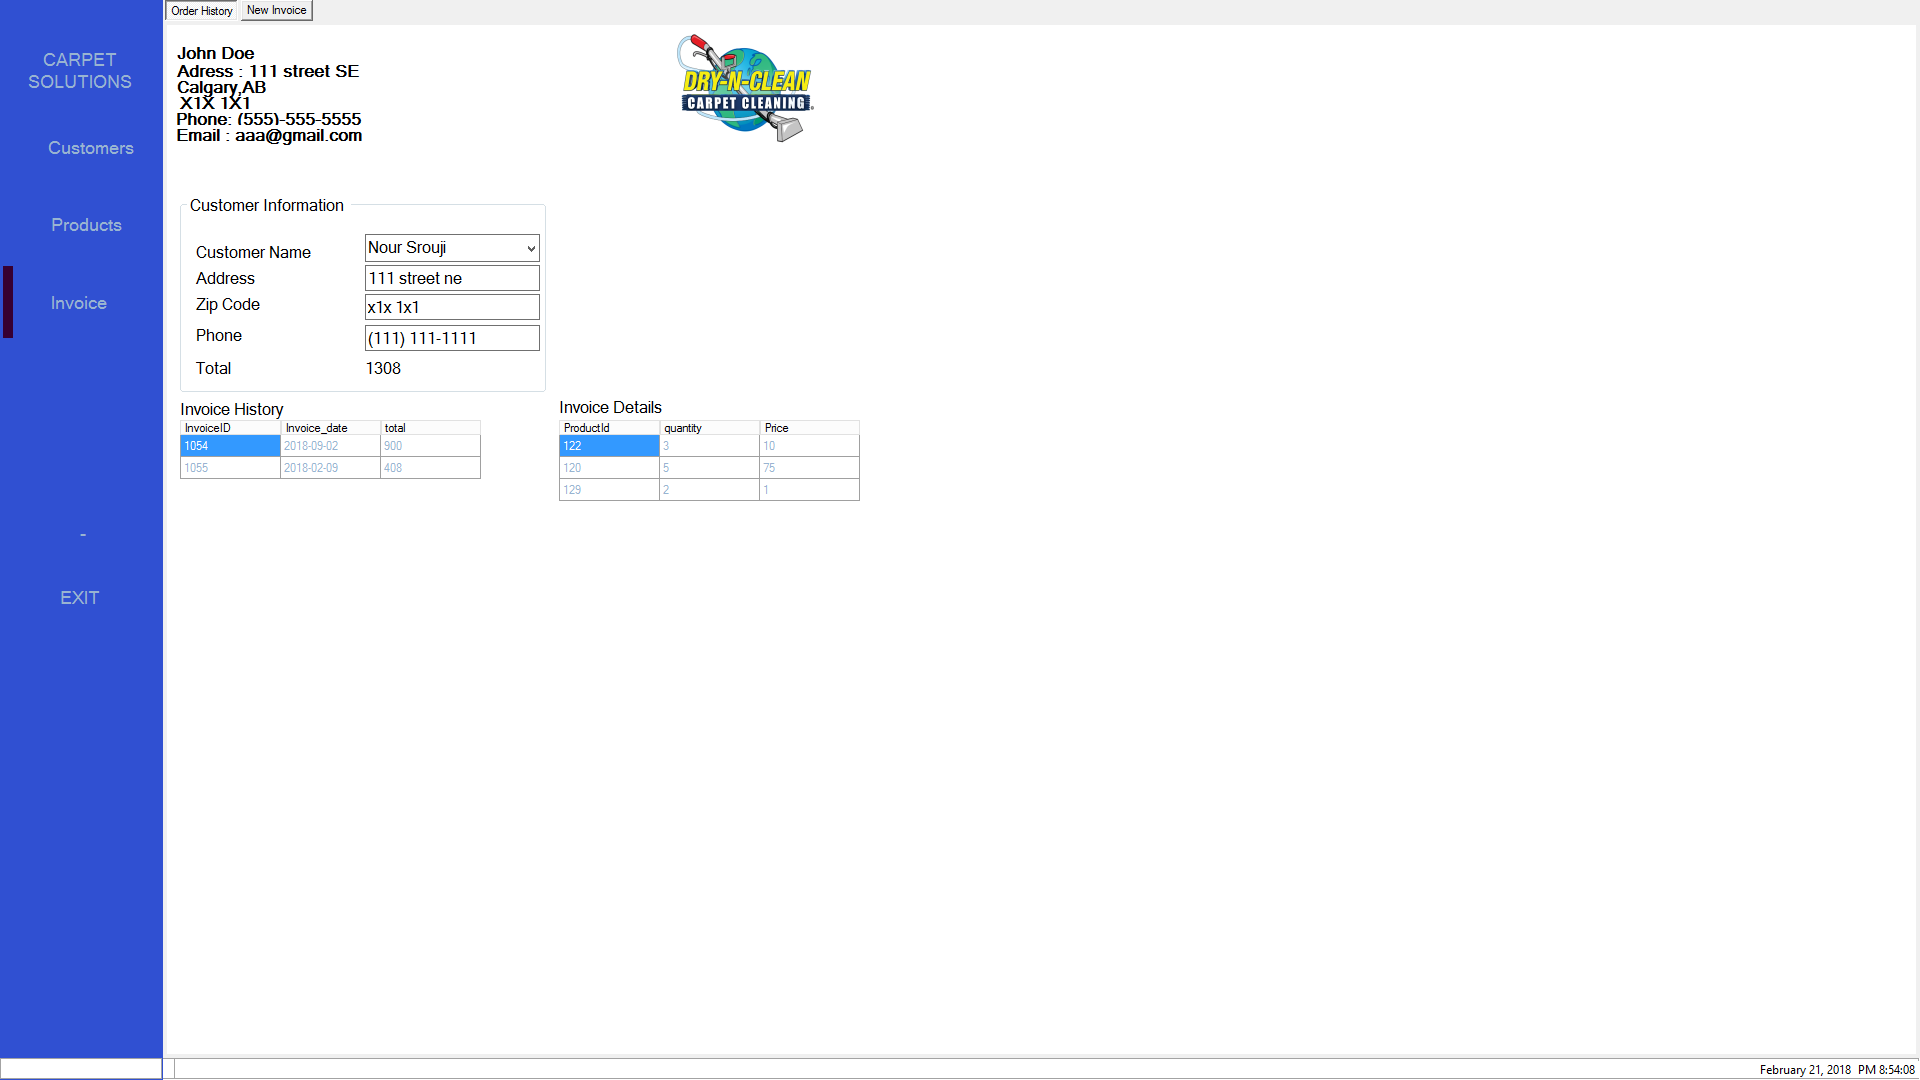 Order History New Invoice
CARPET
SOLUTIONS
Customers
Products
Invoice
-
EXIT
John Doe
Adress : 111 street SE
Calgary,AB
X1X 1X1
Phone: (555)-555-5555
Email : aaa@gmail.com
DRY-N-CLEAN
CARPET CLEANING
Customer Information
Customer Name Nour Srouji
Address 111 street ne
Zip Code x1x 1x1
Phone (111) 111-1111
Total 1308
Invoice History
InvoiceID Invoice_date total
1054 2018-09-02 900
1055 2018-02-09 408
Invoice Details
ProductId quantity Price
122 3 10
120 5 75
129 2 1
February 21, 2018 PM 8:54:08